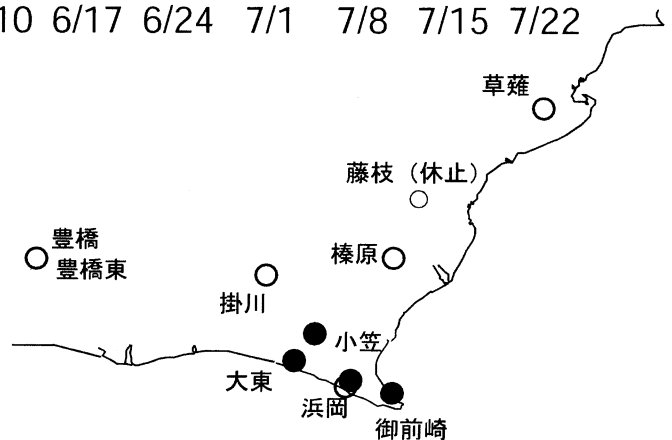 10 6/17 6/24 7/1 7/8 7/15 7/22
草薙
藤枝（休止）
豊橋
豊橋東
榛原
掛川
小笠
大東
浜岡
御前崎